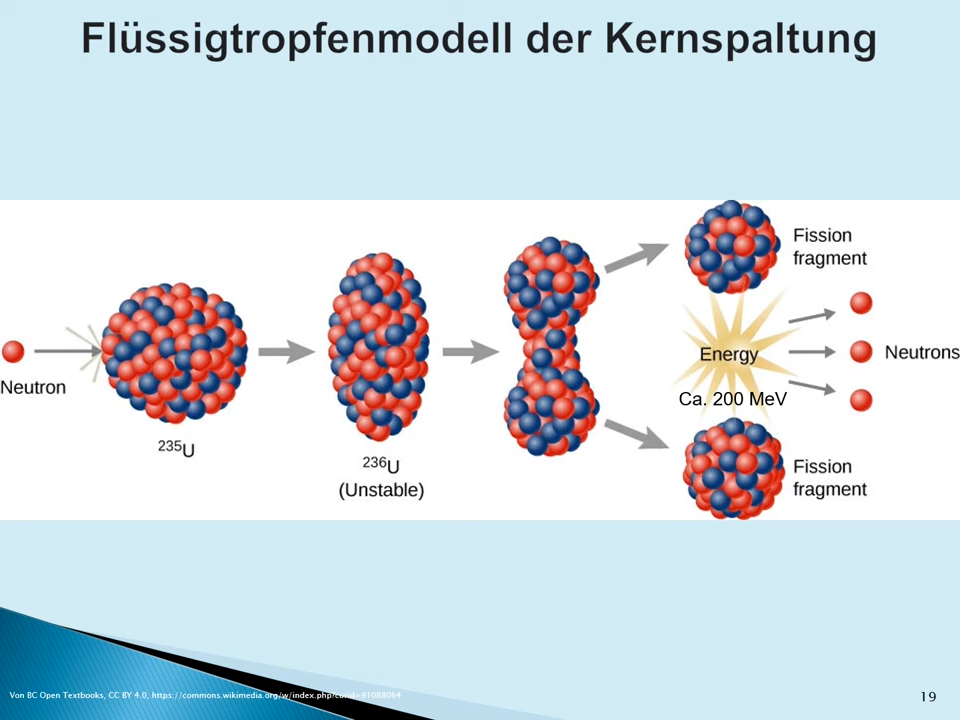 Flüssigtropfenmodell der Kernspaltung
Neutron
²³⁵U
²³⁶U
(Unstable)
Fission
fragment
Energy
Ca. 200 MeV
Neutrons
Fission
fragment
Von BC Open Textbooks, CC BY 4.0, https://commons.wikimedia.org/w/index.php?curid=91088064
19